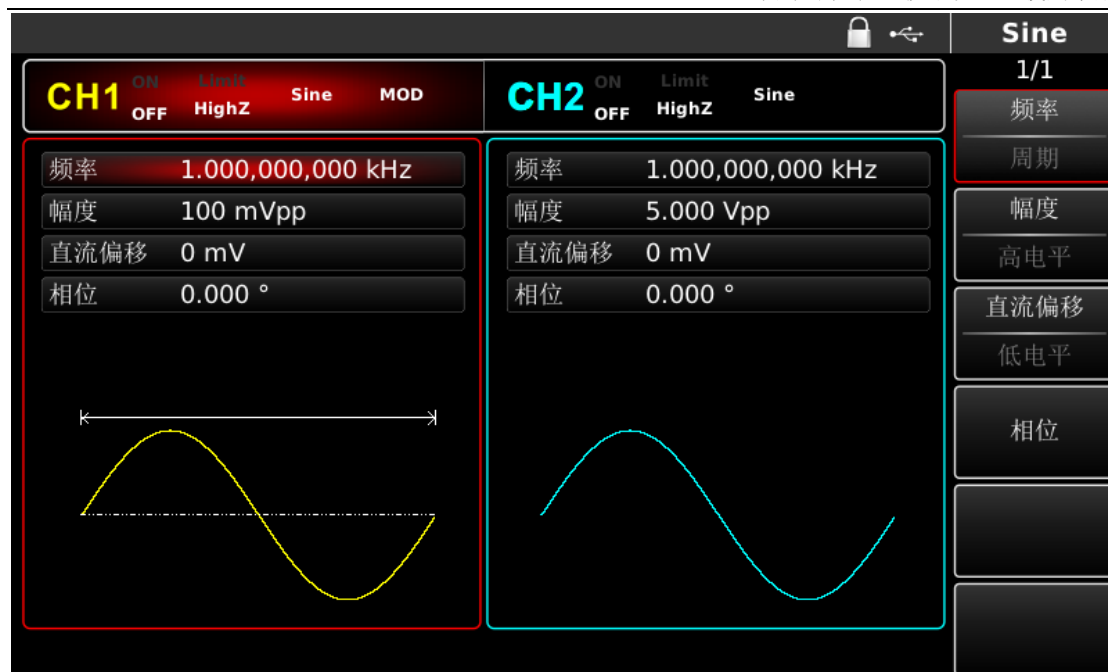 Sine
1/1
CH1 ON OFF Limit HighZ Sine MOD
CH2 ON OFF Limit HighZ Sine
频率 1.000,000,000 kHz
幅度 100 mVpp
直流偏移 0 mV
相位 0.000 °
频率 1.000,000,000 kHz
幅度 5.000 Vpp
直流偏移 0 mV
相位 0.000 °
频率
周期
幅度
高电平
直流偏移
低电平
相位